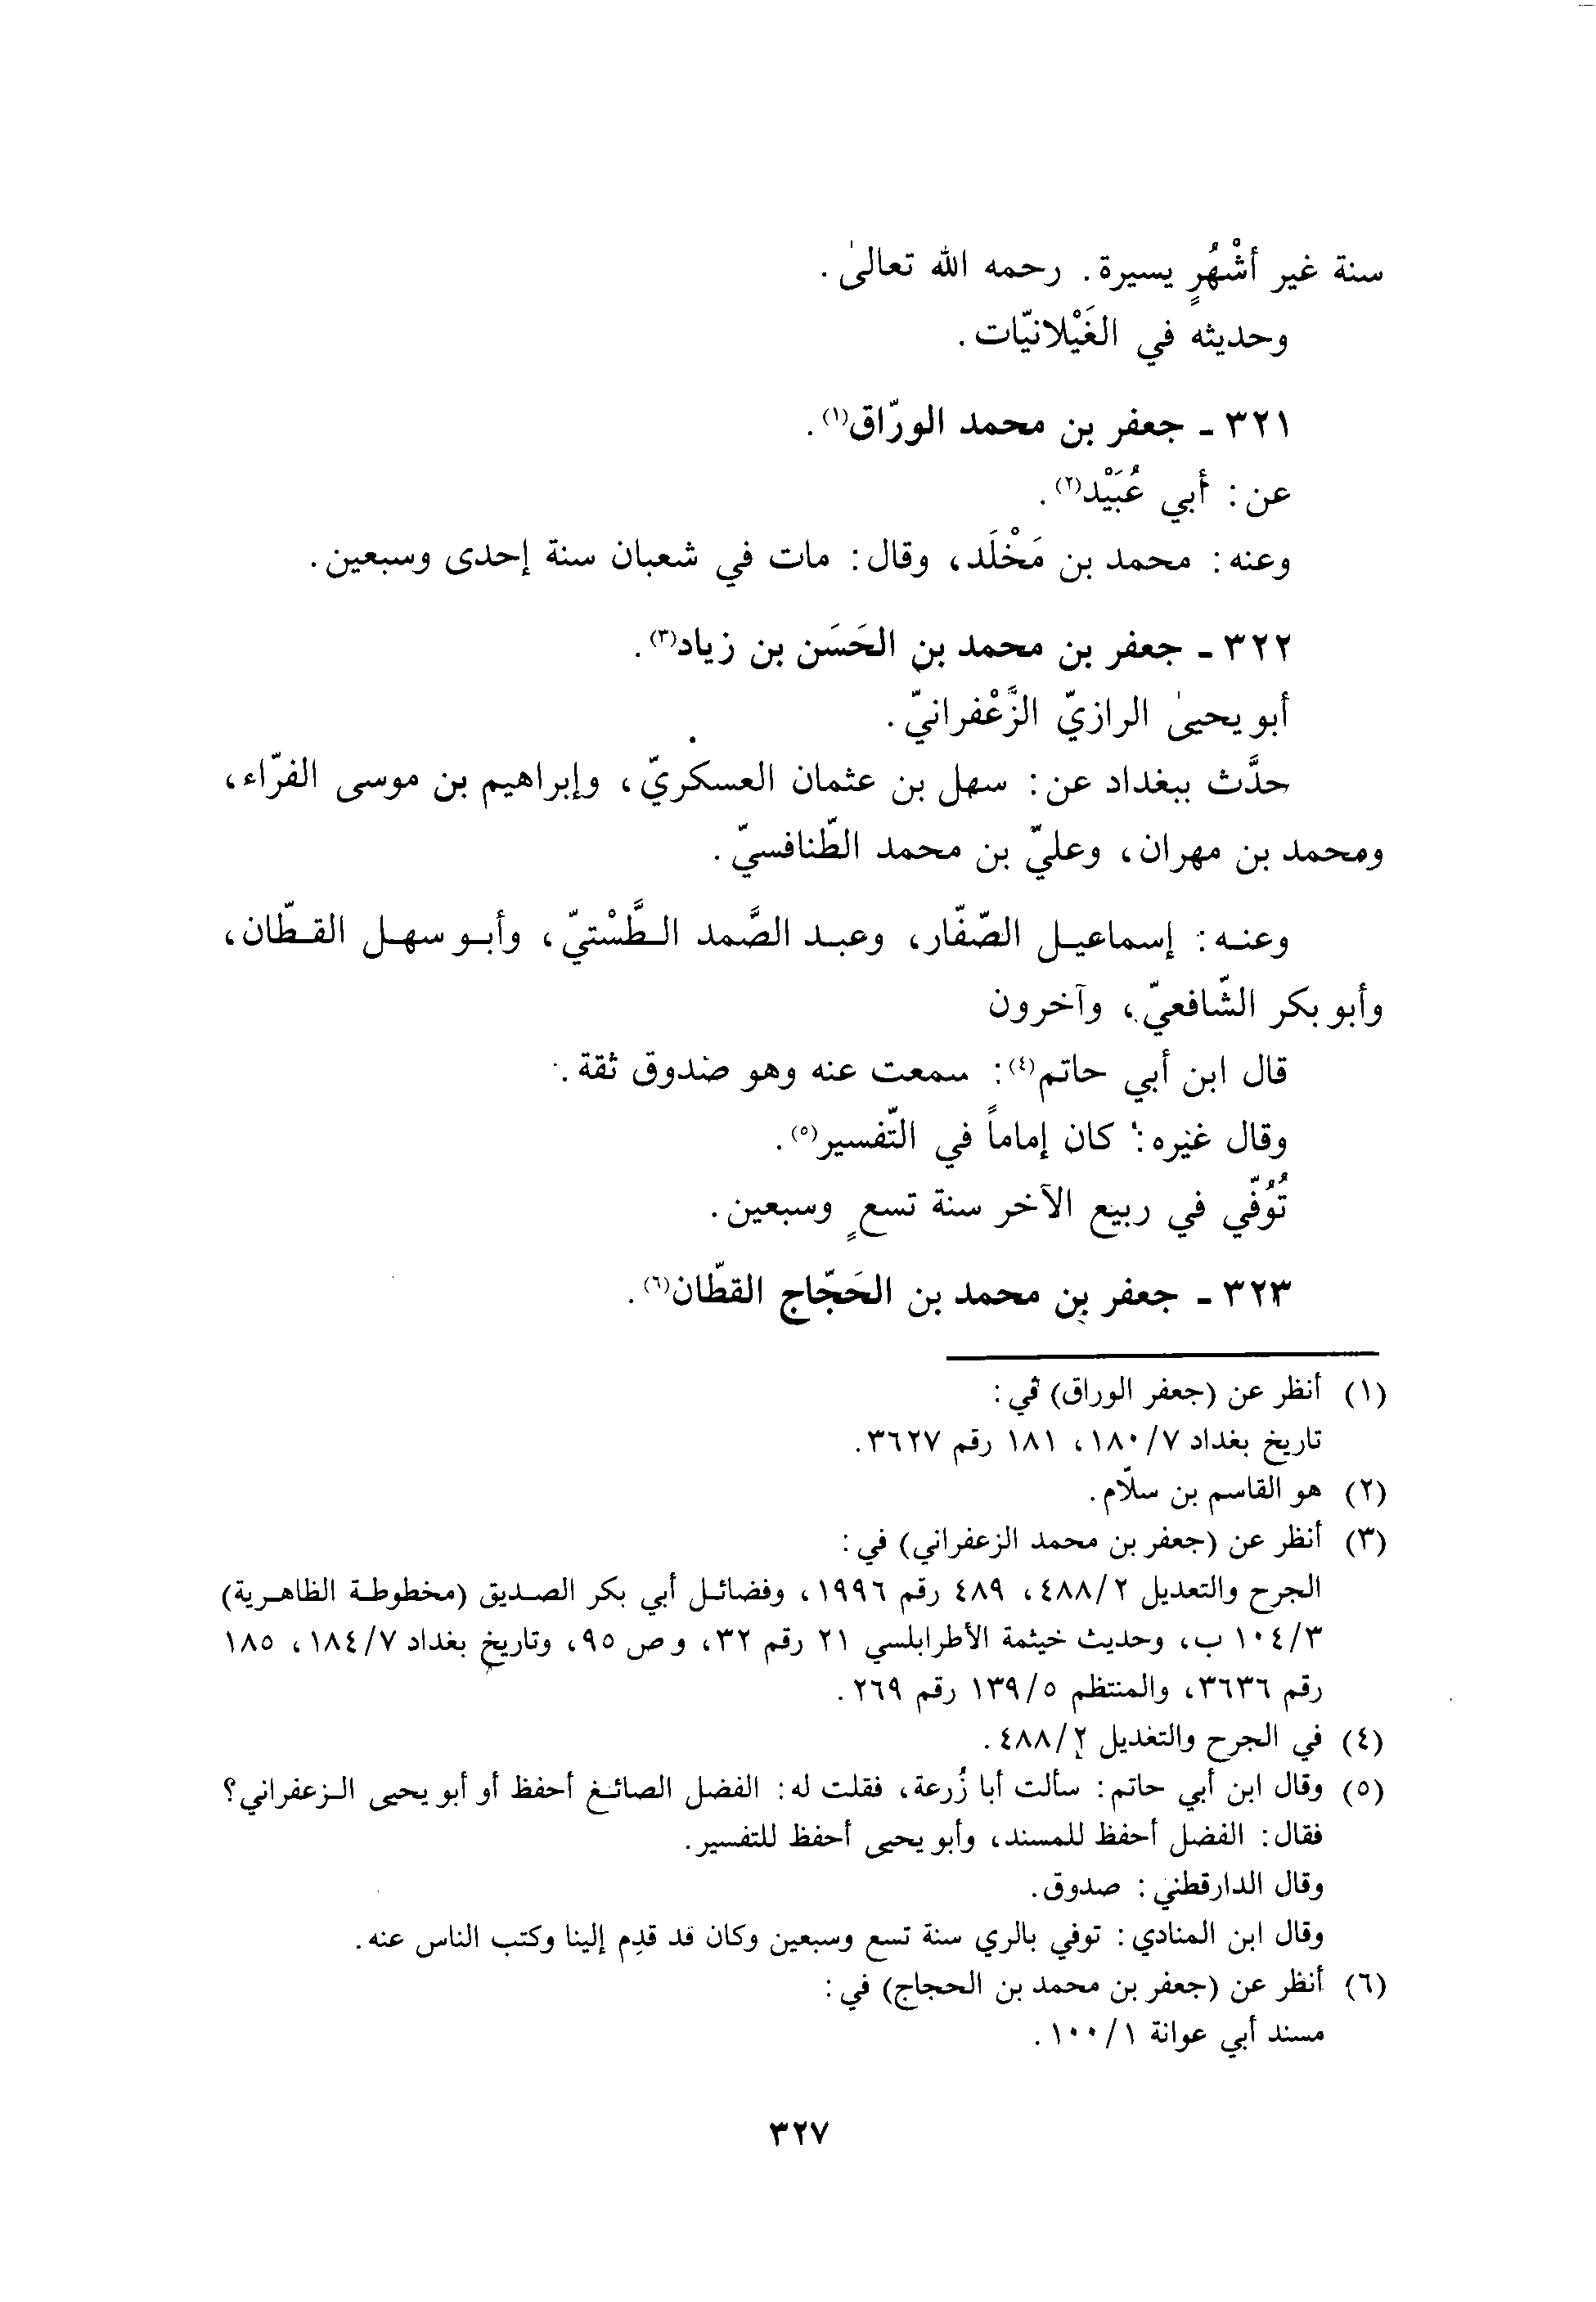 سنة غير أشْهُرٍ يسيرة. رحمه الله تعالىٰ.
وحديثه في الغَيْلانيّات.
٣٢١ - جعفر بن محمد الورّاق(١).
عن: أبي عُبَيْد(٢).
وعنه: محمد بن مَخْلَد، وقال: مات في شعبان سنة إحدى وسبعين.
٣٢٢ - جعفر بن محمد بن الحَسَن بن زياد(٣).
أبو يحيىٰ الرازيّ الزَّعْفرانيّ.
حدَّث ببغداد عن: سهل بن عثمان العسكريّ، وإبراهيم بن موسى الفرّاء،
ومحمد بن مهران، وعليّ بن محمد الطّنافسيّ.
وعنه: إسماعيل الصّفّار، وعبد الصَّمد الطَّسْتيّ، وأبو سهل القطّان،
وأبو بكر الشّافعيّ، وآخرون
قال ابن أبي حاتم(٤): سمعت عنه وهو صدوق ثقة.
وقال غيره: كان إماماً في التّفسير(٥).
تُوُفّي في ربيع الآخر سنة تسعٍ وسبعين.
٣٢٣ - جعفر بن محمد بن الحَجّاج القطّان(٦).
(١) أنظر عن (جعفر الوراق) في:
تاريخ بغداد ٧/١٨٠، ١٨١ رقم ٣٦٢٧.
(٢) هو القاسم بن سلّام.
(٣) أنظر عن (جعفر بن محمد الزعفراني) في:
الجرح والتعديل ٢/٤٨٨، ٤٨٩ رقم ١٩٩٦، وفضائل أبي بكر الصديق (مخطوطة الظاهرية)
٣/١٠٤ ب، وحديث خيثمة الأطرابلسي ٢١ رقم ٣٢، و ص ٩٥، وتاريخ بغداد ٧/١٨٤، ١٨٥
رقم ٣٦٣٦، والمنتظم ٥/١٣٩ رقم ٢٦٩.
(٤) في الجرح والتعديل ٢/٤٨٨.
(٥) وقال ابن أبي حاتم: سألت أبا زُرعة، فقلت له: الفضل الصائغ أحفظ أو أبو يحيى الزعفراني؟
فقال: الفضل أحفظ للمسند، وأبو يحيى أحفظ للتفسير.
وقال الدارقطني: صدوق.
وقال ابن المنادي: توفي بالري سنة تسع وسبعين وكان قد قدِم إلينا وكتب الناس عنه.
(٦) أنظر عن (جعفر بن محمد بن الحجاج) في:
مسند أبي عوانة ١/١٠٠.
٣٢٧